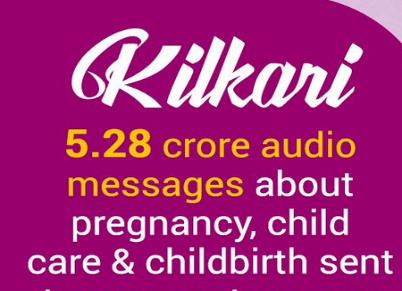 Kilkari
5.28 crore audio
messages about
pregnancy, child
care & childbirth sent